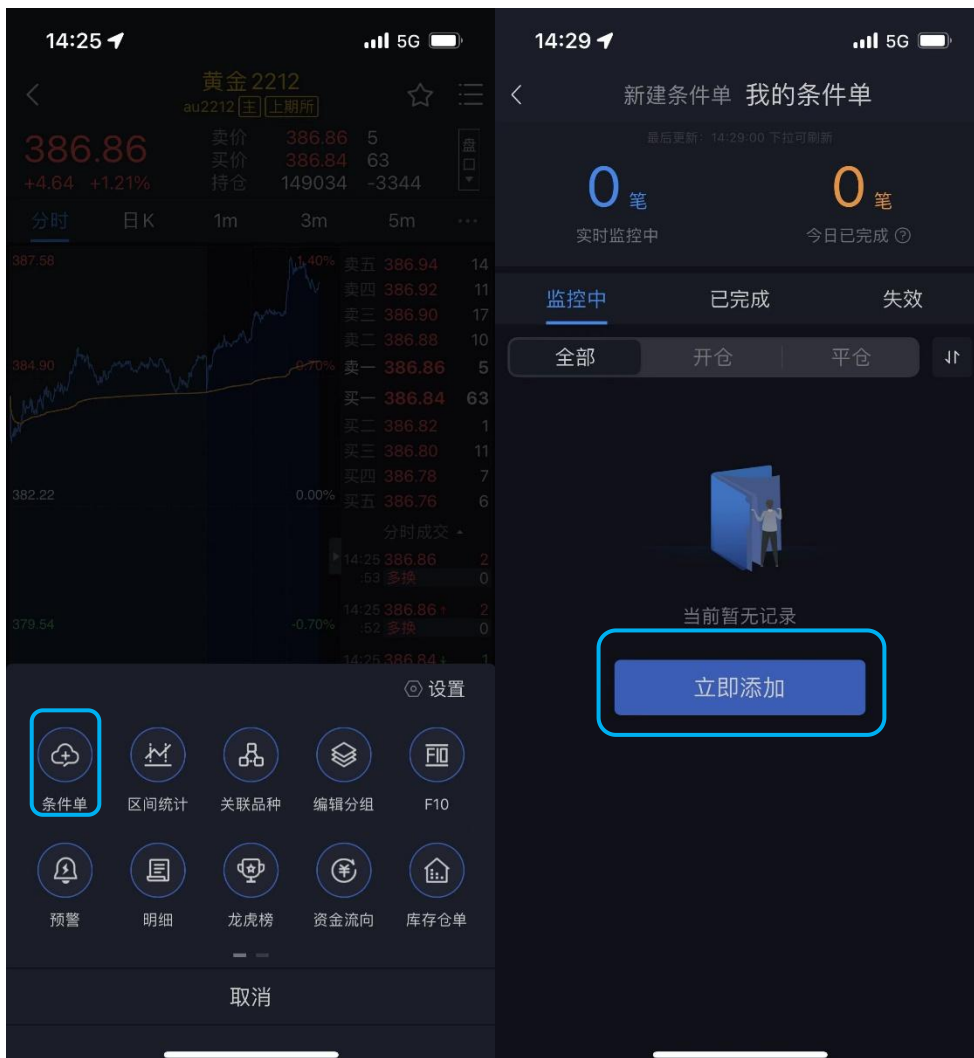 14:25
5G
黄金2212
au2212 主 上期所
386.86
+4.64 +1.21%
卖价 386.86 5
买价 386.84 63
持仓 149034 -3344
盘口
分时 日K 1m 3m 5m ...
387.58 1.40%
384.90 0.70%
382.22 0.00%
379.54 -0.70%
卖五 386.94 14
卖四 386.92 11
卖三 386.90 17
卖二 386.88 10
卖一 386.86 5
买一 386.84 63
买二 386.82 1
买三 386.80 11
买四 386.78 7
买五 386.76 6
分时成交
14:25 386.86 2
:53 多换 0
14:25 386.86↑ 2
:52 多换 0
14:25 386.84↓ 1
设置
条件单 区间统计 关联品种 编辑分组 F10
预警 明细 龙虎榜 资金流向 库存仓单
取消
14:29
5G
新建条件单 我的条件单
最后更新: 14:29:00 下拉可刷新
0 笔 0 笔
实时监控中 今日已完成 ?
监控中 已完成 失效
全部 开仓 平仓
当前暂无记录
立即添加